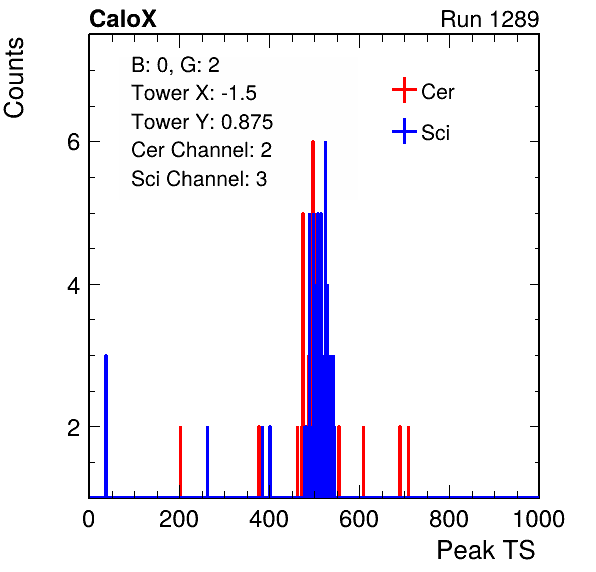 CaloX Run 1289
Counts
B: 0, G: 2
Tower X: -1.5
Tower Y: 0.875
Cer Channel: 2
Sci Channel: 3
Cer
Sci
6
4
2
0 200 400 600 800 1000
Peak TS